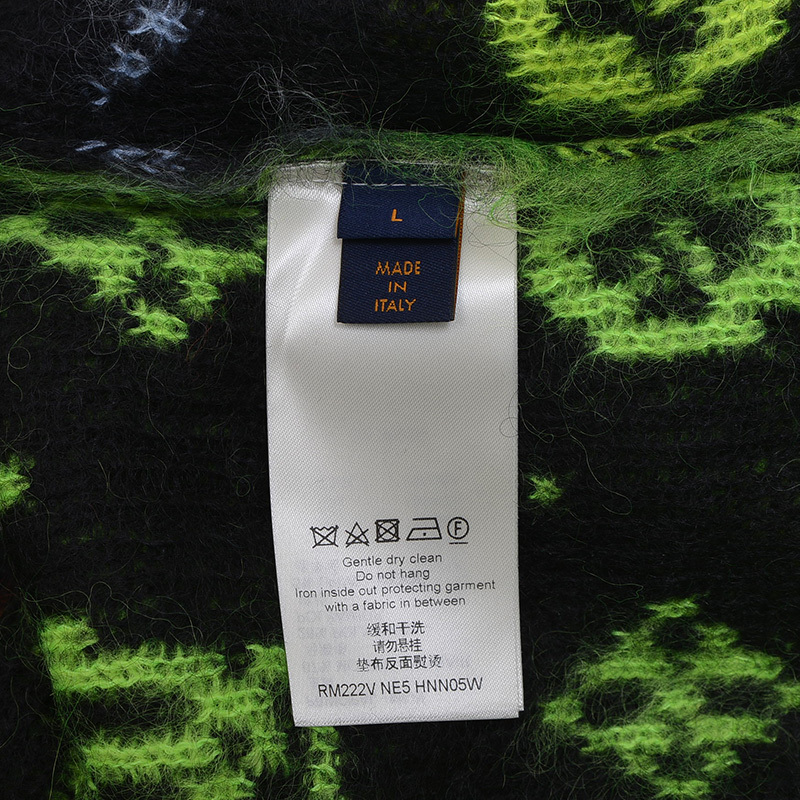 L
MADE
IN
ITALY
F
Gentle dry clean
Do not hang
Iron inside out protecting garment
with a fabric in between
缓和干洗
请勿悬挂
垫布反面熨烫
RM222V NE5 HNN05W